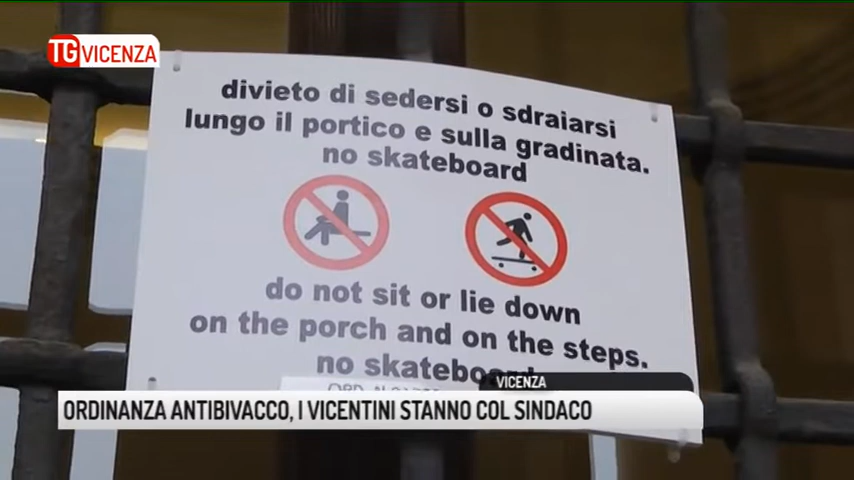 TG VICENZA
divieto di sedersi o sdraiarsi
lungo il portico e sulla gradinata.
no skateboard
do not sit or lie down
on the porch and on the steps.
no skateboard
VICENZA
ORDINANZA ANTIBIVACCO, I VICENTINI STANNO COL SINDACO